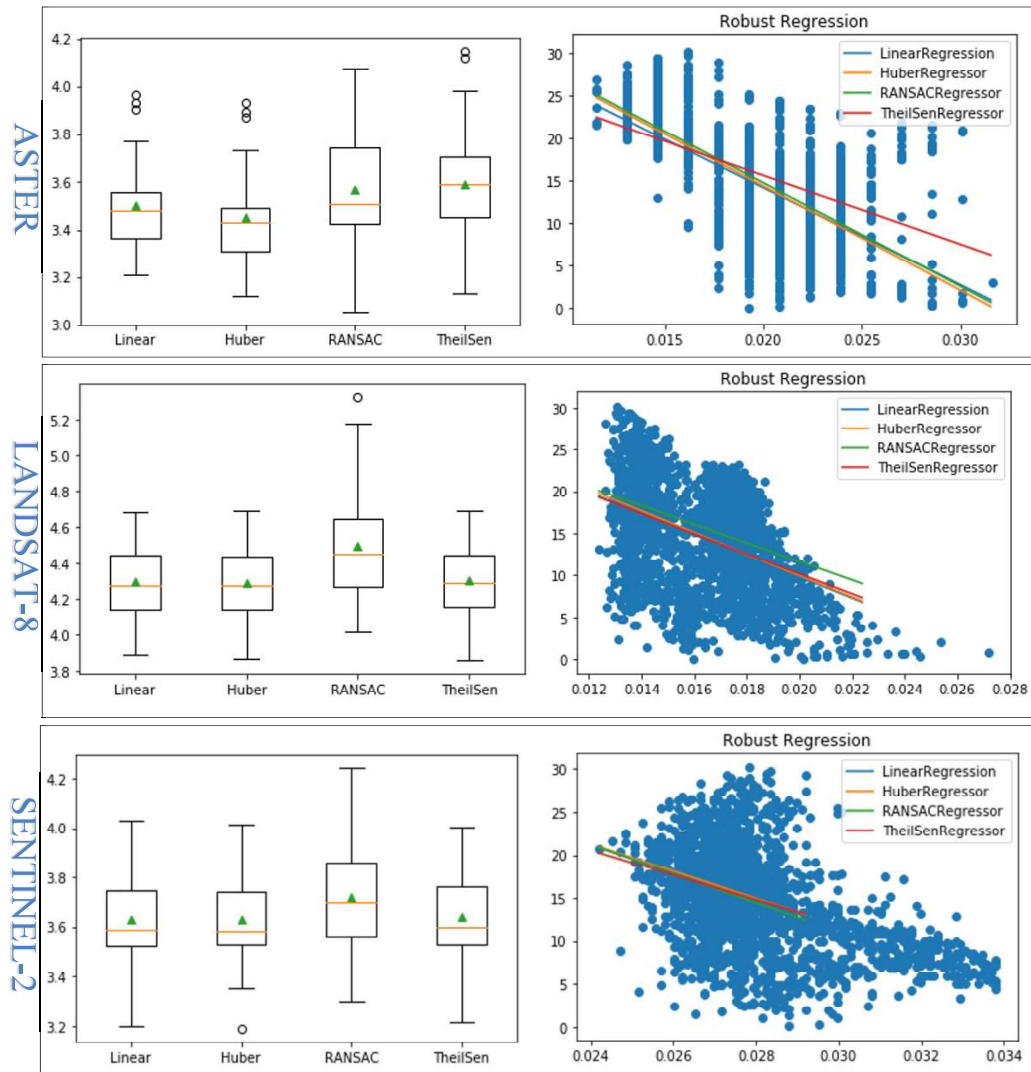 ASTER
4.2
4.0
3.8
3.6
3.4
3.2
3.0
Linear Huber RANSAC TheilSen
Robust Regression
30
25
20
15
10
5
0
LinearRegression
HuberRegressor
RANSACRegressor
TheilSenRegressor
0.015 0.020 0.025 0.030
LANDSAT-8
5.2
5.0
4.8
4.6
4.4
4.2
4.0
3.8
Linear Huber RANSAC TheilSen
Robust Regression
30
25
20
15
10
5
0
LinearRegression
HuberRegressor
RANSACRegressor
TheilSenRegressor
0.012 0.014 0.016 0.018 0.020 0.022 0.024 0.026 0.028
SENTINEL-2
4.2
4.0
3.8
3.6
3.4
3.2
Linear Huber RANSAC TheilSen
Robust Regression
30
25
20
15
10
5
0
LinearRegression
HuberRegressor
RANSACRegressor
TheilSenRegressor
0.024 0.026 0.028 0.030 0.032 0.034